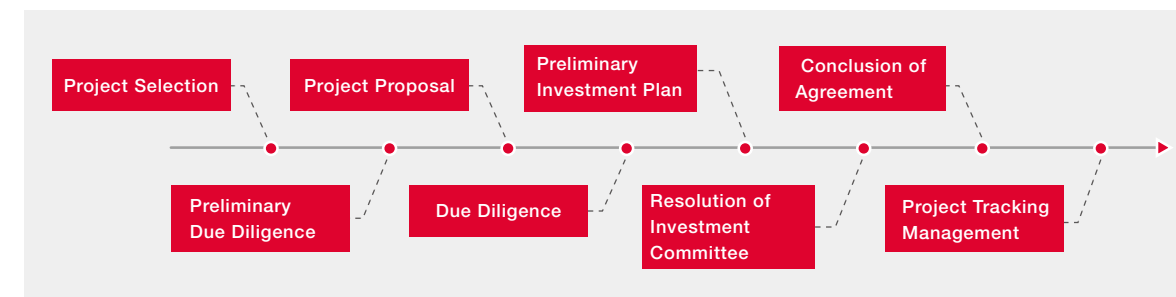 Project Selection
Preliminary
Due Diligence
Project Proposal
Due Diligence
Preliminary
Investment Plan
Resolution of
Investment
Committee
Conclusion of
Agreement
Project Tracking
Management